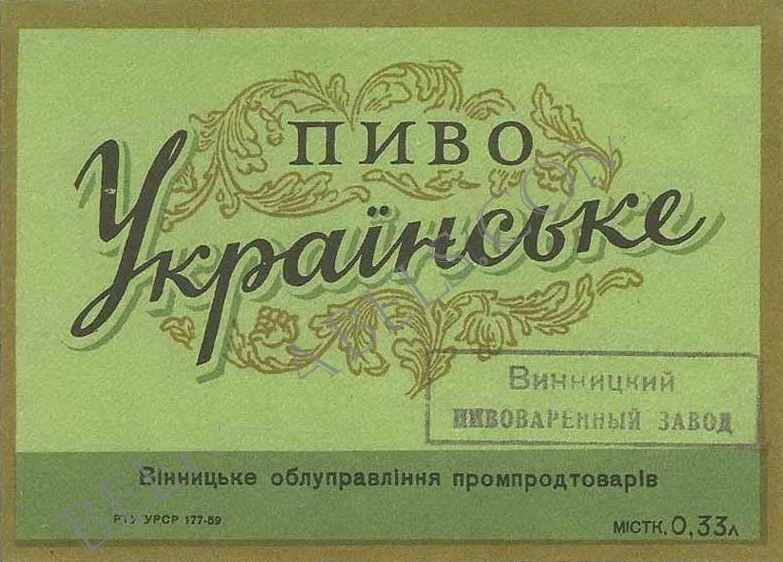 ПИВО
Українське
Винницкий
ПИВОВАРЕННЫЙ ЗАВОД
Вінницьке облуправління промпродтоварів
РТУ УРСР 177-59
МІСТК. 0,33л